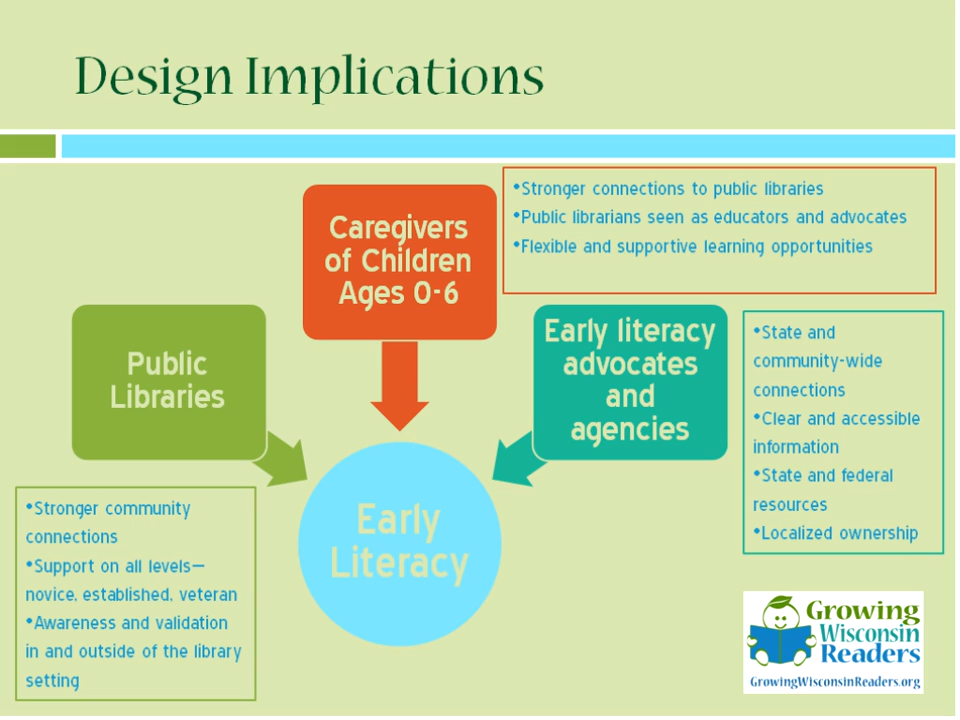 Design Implications
Caregivers
of Children
Ages 0-6
•Stronger connections to public libraries
•Public librarians seen as educators and advocates
•Flexible and supportive learning opportunities
Public
Libraries
Early literacy
advocates
and
agencies
•State and
community-wide
connections
•Clear and accessible
information
•State and federal
resources
•Localized ownership
Early
Literacy
•Stronger community
connections
•Support on all levels—
novice, established, veteran
•Awareness and validation
in and outside of the library
setting
Growing
Wisconsin
Readers
GrowingWisconsinReaders.org